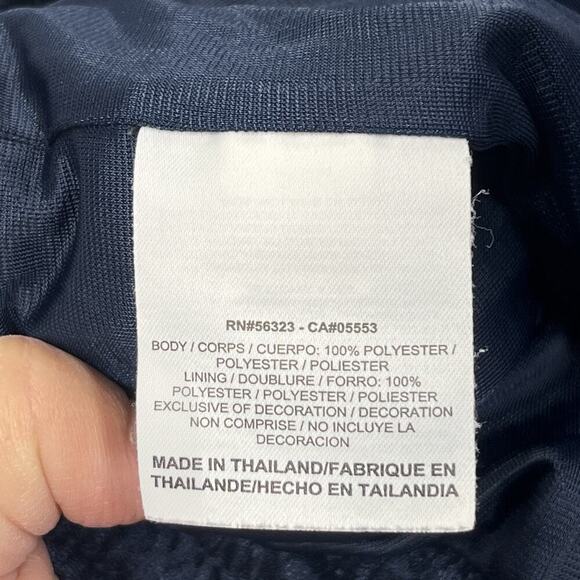 RN#56323 - CA#05553
BODY / CORPS / CUERPO: 100% POLYESTER /
POLYESTER / POLIESTER
LINING / DOUBLURE / FORRO: 100%
POLYESTER / POLYESTER / POLIESTER
EXCLUSIVE OF DECORATION / DECORATION
NON COMPRISE / NO INCLUYE LA
DECORACION
MADE IN THAILAND/FABRIQUE EN
THAILANDE/HECHO EN TAILANDIA